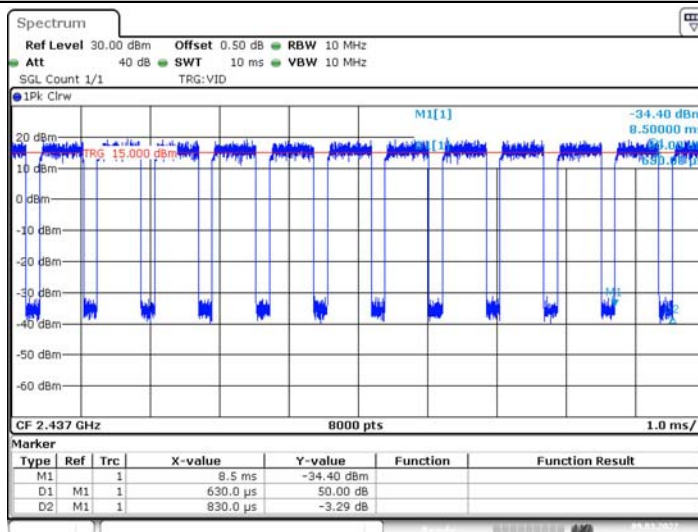 Spectrum
Ref Level 30.00 dBm Offset 0.50 dB RBW 10 MHz
Att 40 dB SWT 10 ms VBW 10 MHz
SGL Count 1/1 TRG:VID
1Pk Clrw
M1[1] -34.40 dBm
8.50000 ms
20 dBm
TRG 15.000 dBm
10 dBm
0 dBm
-10 dBm
-20 dBm
-30 dBm
M1
-40 dBm
-50 dBm
-60 dBm
CF 2.437 GHz 8000 pts 1.0 ms/
Marker
Type Ref Trc X-value Y-value Function Function Result
M1 1 8.5 ms -34.40 dBm
D1 M1 1 630.0 µs 50.00 dB
D2 M1 1 830.0 µs -3.29 dB